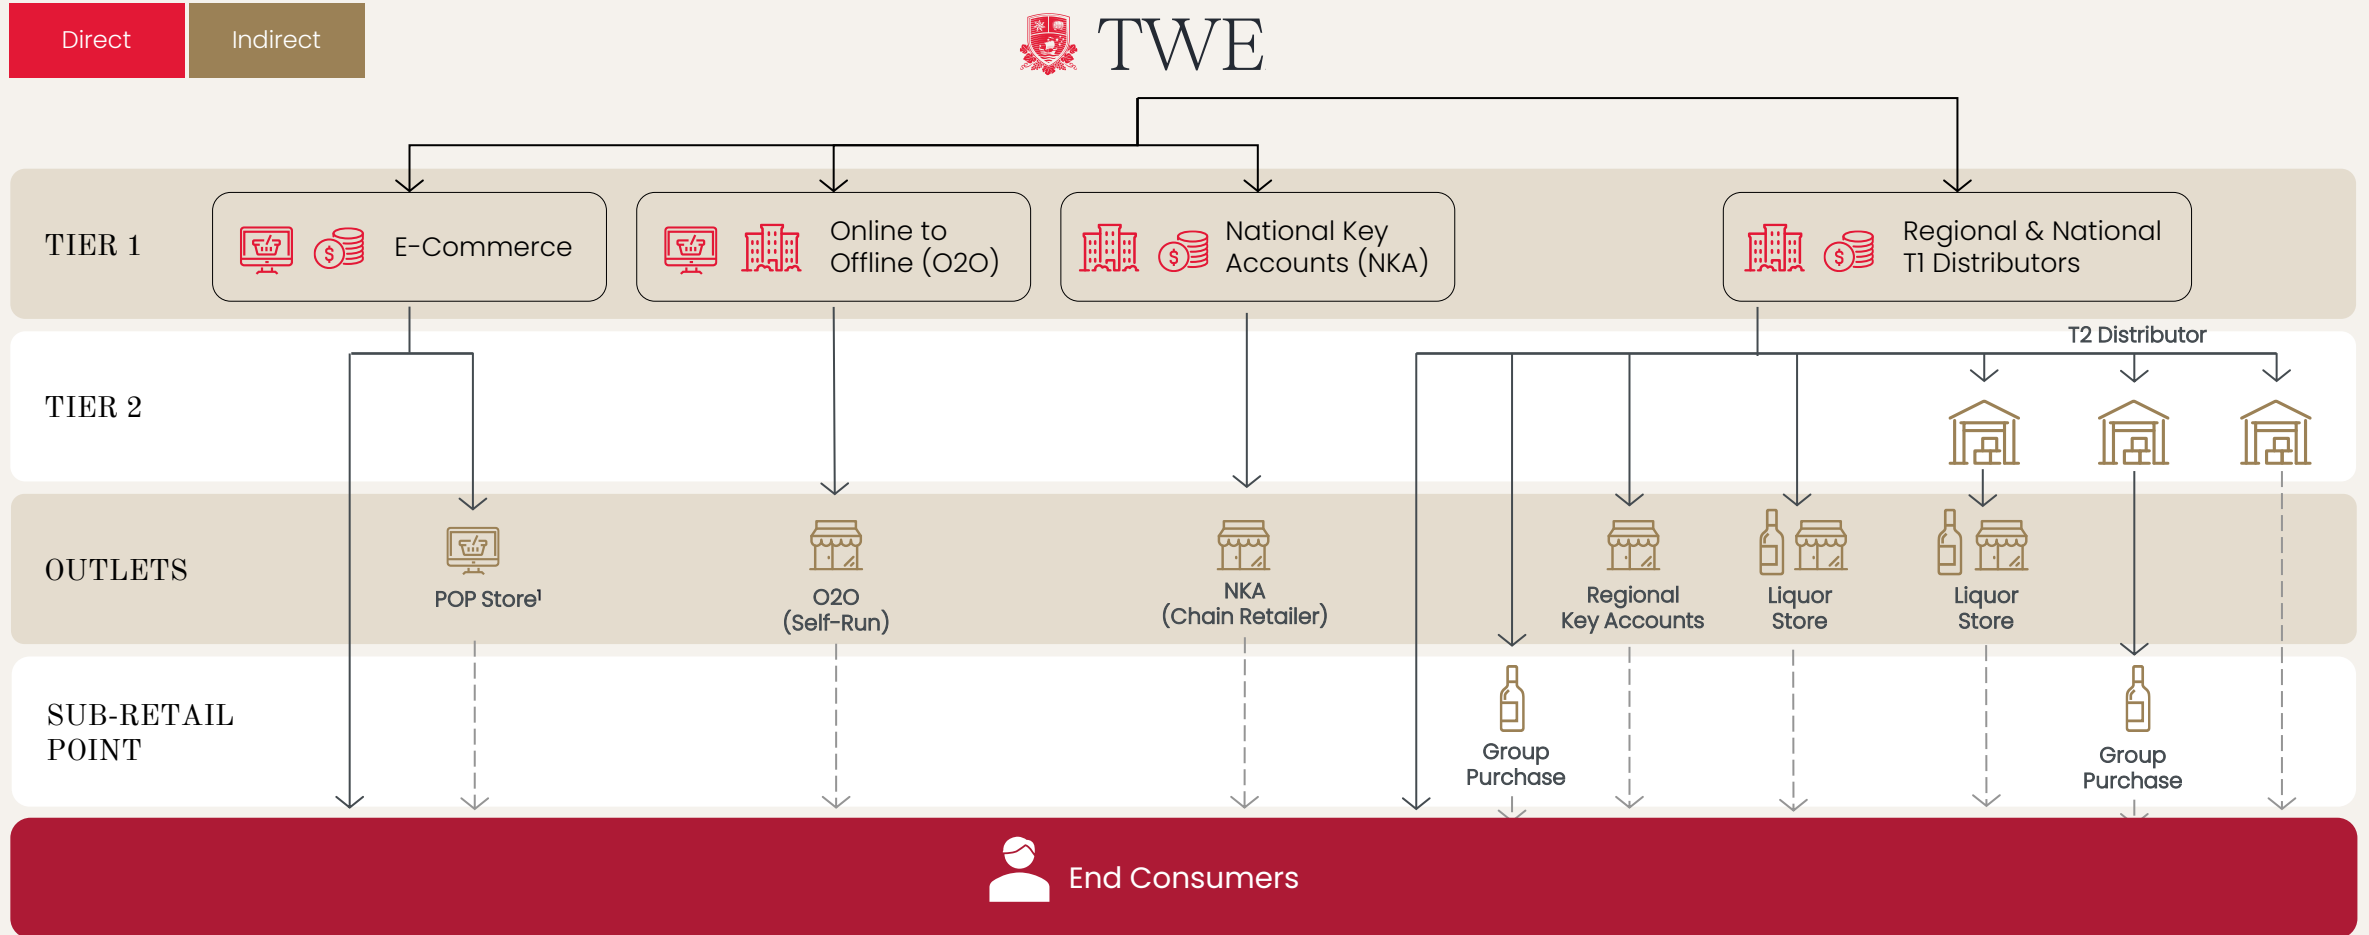 Direct
Indirect
TWE
TIER 1
E-Commerce
Online to
Offline (O2O)
National Key
Accounts (NKA)
Regional & National
T1 Distributors
T2 Distributor
TIER 2
OUTLETS
POP Store¹
O2O
(Self-Run)
NKA
(Chain Retailer)
Regional
Key Accounts
Liquor
Store
Liquor
Store
SUB-RETAIL
POINT
Group
Purchase
Group
Purchase
End Consumers